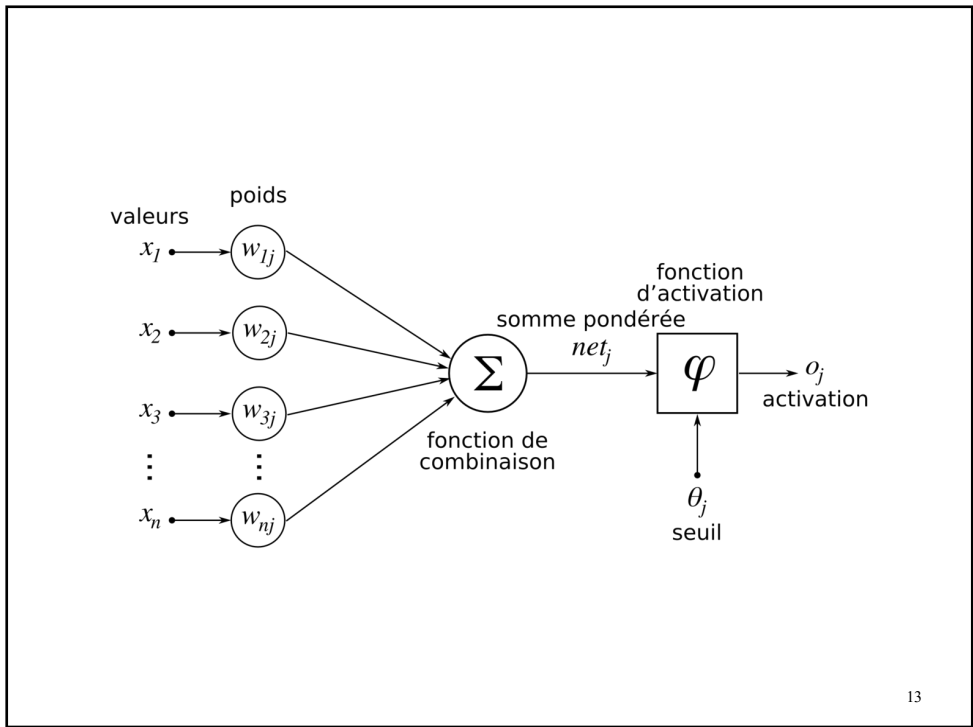 poids
valeurs
x1
w1j
x2
w2j
x3
w3j
⋮
⋮
xn
wnj
Σ
fonction de
combinaison
somme pondérée
netj
fonction
d’activation
φ
oj
activation
θj
seuil
13